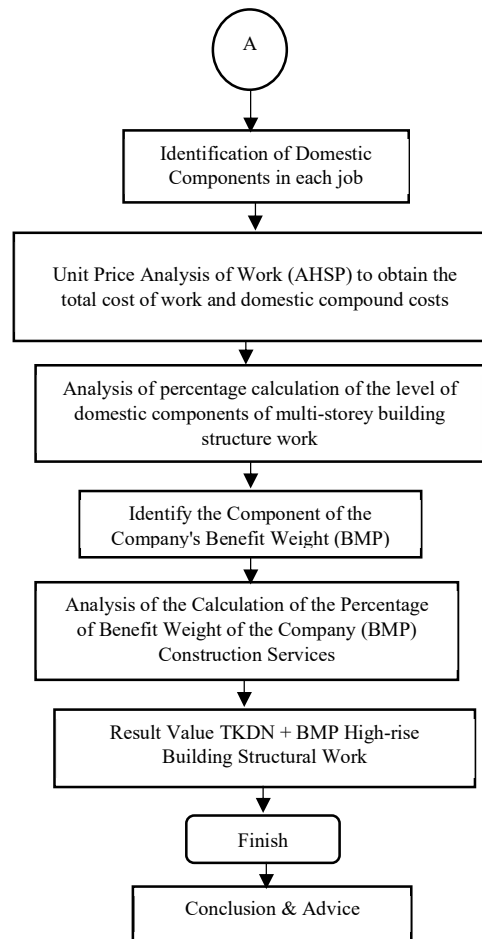 A
Identification of Domestic
Components in each job
Unit Price Analysis of Work (AHSP) to obtain the
total cost of work and domestic compound costs
Analysis of percentage calculation of the level of
domestic components of multi-storey building
structure work
Identify the Component of the
Company's Benefit Weight (BMP)
Analysis of the Calculation of the Percentage
of Benefit Weight of the Company (BMP)
Construction Services
Result Value TKDN + BMP High-rise
Building Structural Work
Finish
Conclusion & Advice